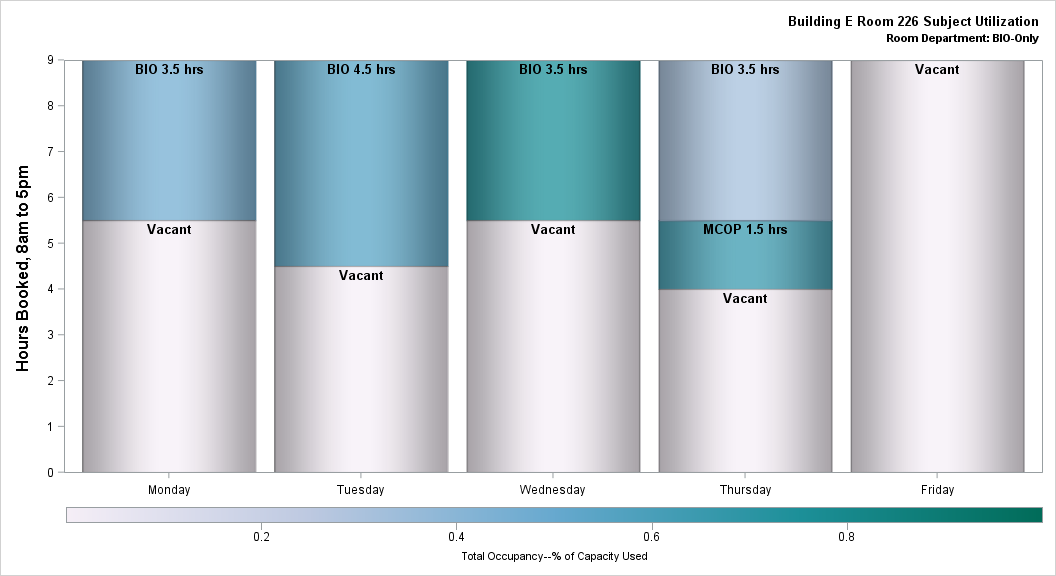 Building E Room 226 Subject Utilization
Room Department: BIO-Only
Hours Booked, 8am to 5pm
9
8
7
6
5
4
3
2
1
0
BIO 3.5 hrs
Vacant
BIO 4.5 hrs
Vacant
BIO 3.5 hrs
Vacant
BIO 3.5 hrs
MCOP 1.5 hrs
Vacant
Vacant
Monday Tuesday Wednesday Thursday Friday
0.2 0.4 0.6 0.8
Total Occupancy--% of Capacity Used